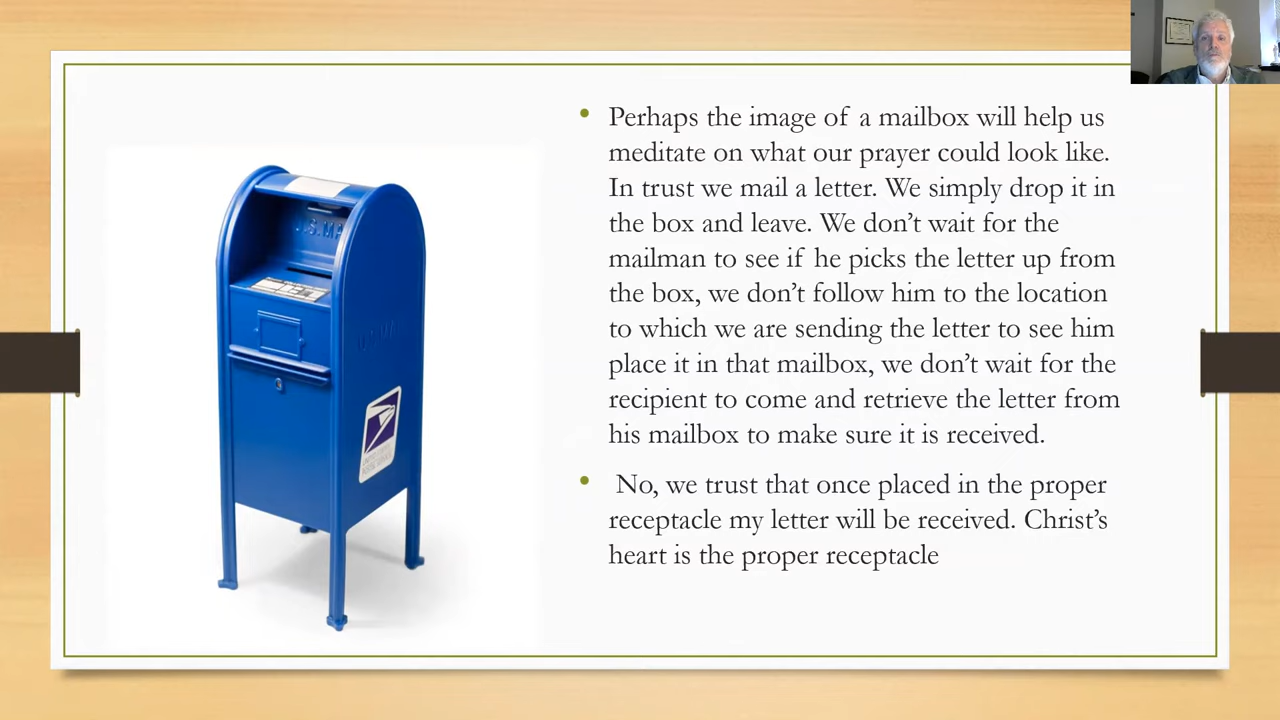 Perhaps the image of a mailbox will help us
meditate on what our prayer could look like.
In trust we mail a letter. We simply drop it in
the box and leave. We don’t wait for the
mailman to see if he picks the letter up from
the box, we don’t follow him to the location
to which we are sending the letter to see him
place it in that mailbox, we don’t wait for the
recipient to come and retrieve the letter from
his mailbox to make sure it is received.
No, we trust that once placed in the proper
receptacle my letter will be received. Christ’s
heart is the proper receptacle